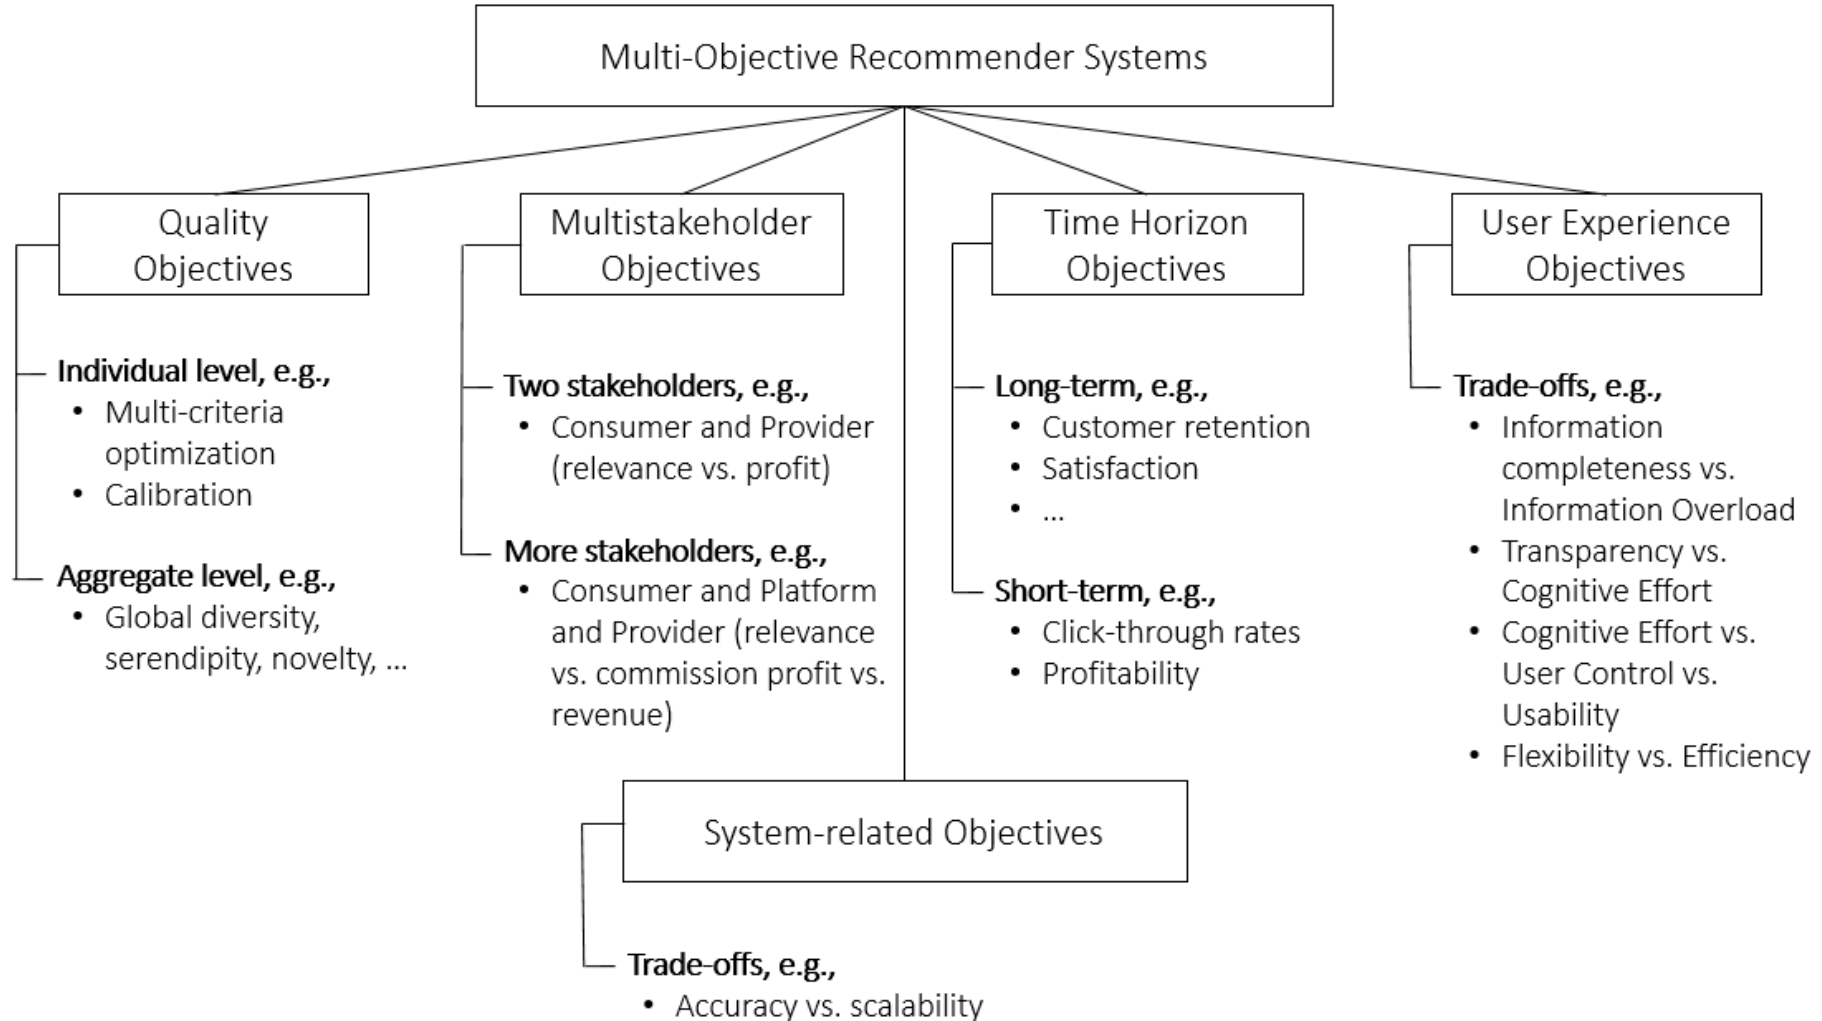 Multi-Objective Recommender Systems
Quality
Objectives
Individual level, e.g.,
• Multi-criteria
optimization
• Calibration
Aggregate level, e.g.,
• Global diversity,
serendipity, novelty, ...
Multistakeholder
Objectives
Two stakeholders, e.g.,
• Consumer and Provider
(relevance vs. profit)
More stakeholders, e.g.,
• Consumer and Platform
and Provider (relevance
vs. commission profit vs.
revenue)
Time Horizon
Objectives
Long-term, e.g.,
• Customer retention
• Satisfaction
• ...
Short-term, e.g.,
• Click-through rates
• Profitability
User Experience
Objectives
Trade-offs, e.g.,
• Information
completeness vs.
Information Overload
• Transparency vs.
Cognitive Effort
• Cognitive Effort vs.
User Control vs.
Usability
• Flexibility vs. Efficiency
System-related Objectives
Trade-offs, e.g.,
• Accuracy vs. scalability